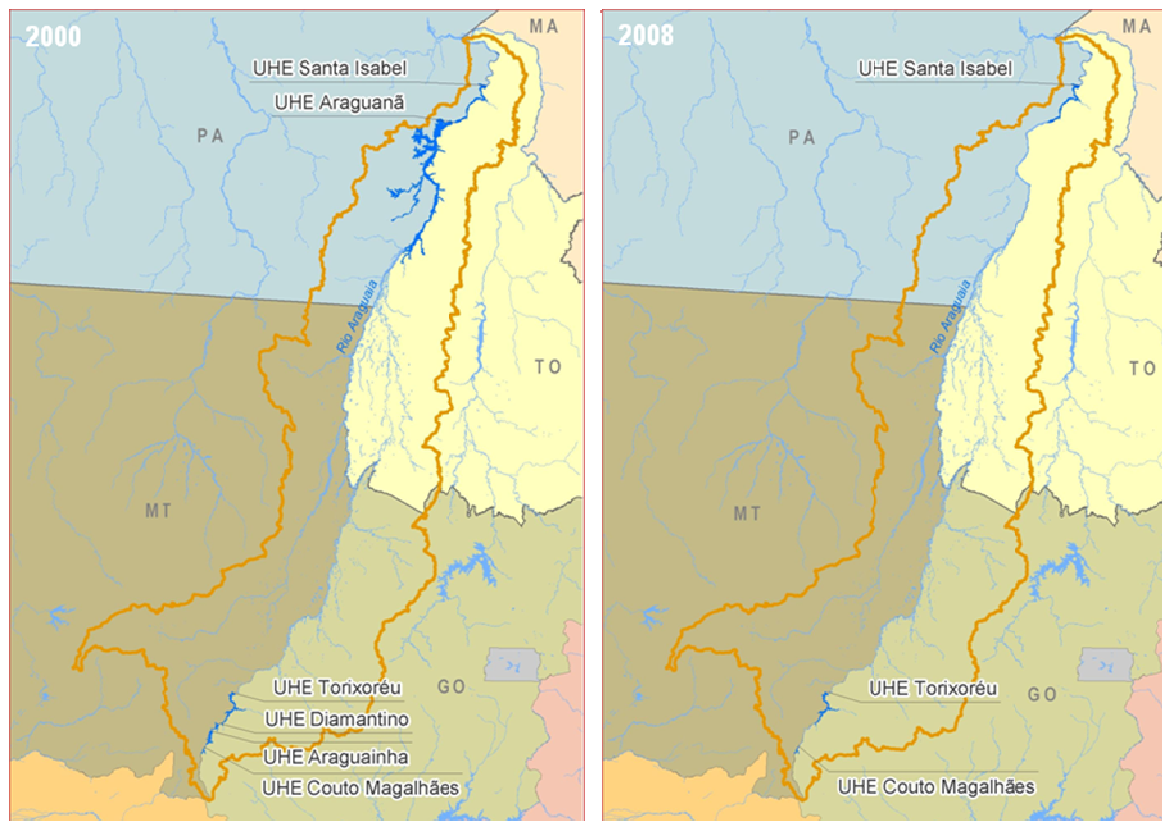 2000
MA
UHE Santa Isabel
UHE Araguanã
PA
Rio Araguaia
TO
MT
GO
UHE Torixoréu
UHE Diamantino
UHE Araguainha
UHE Couto Magalhães
2008
MA
UHE Santa Isabel
PA
Rio Araguaia
TO
MT
UHE Torixoréu
GO
UHE Couto Magalhães